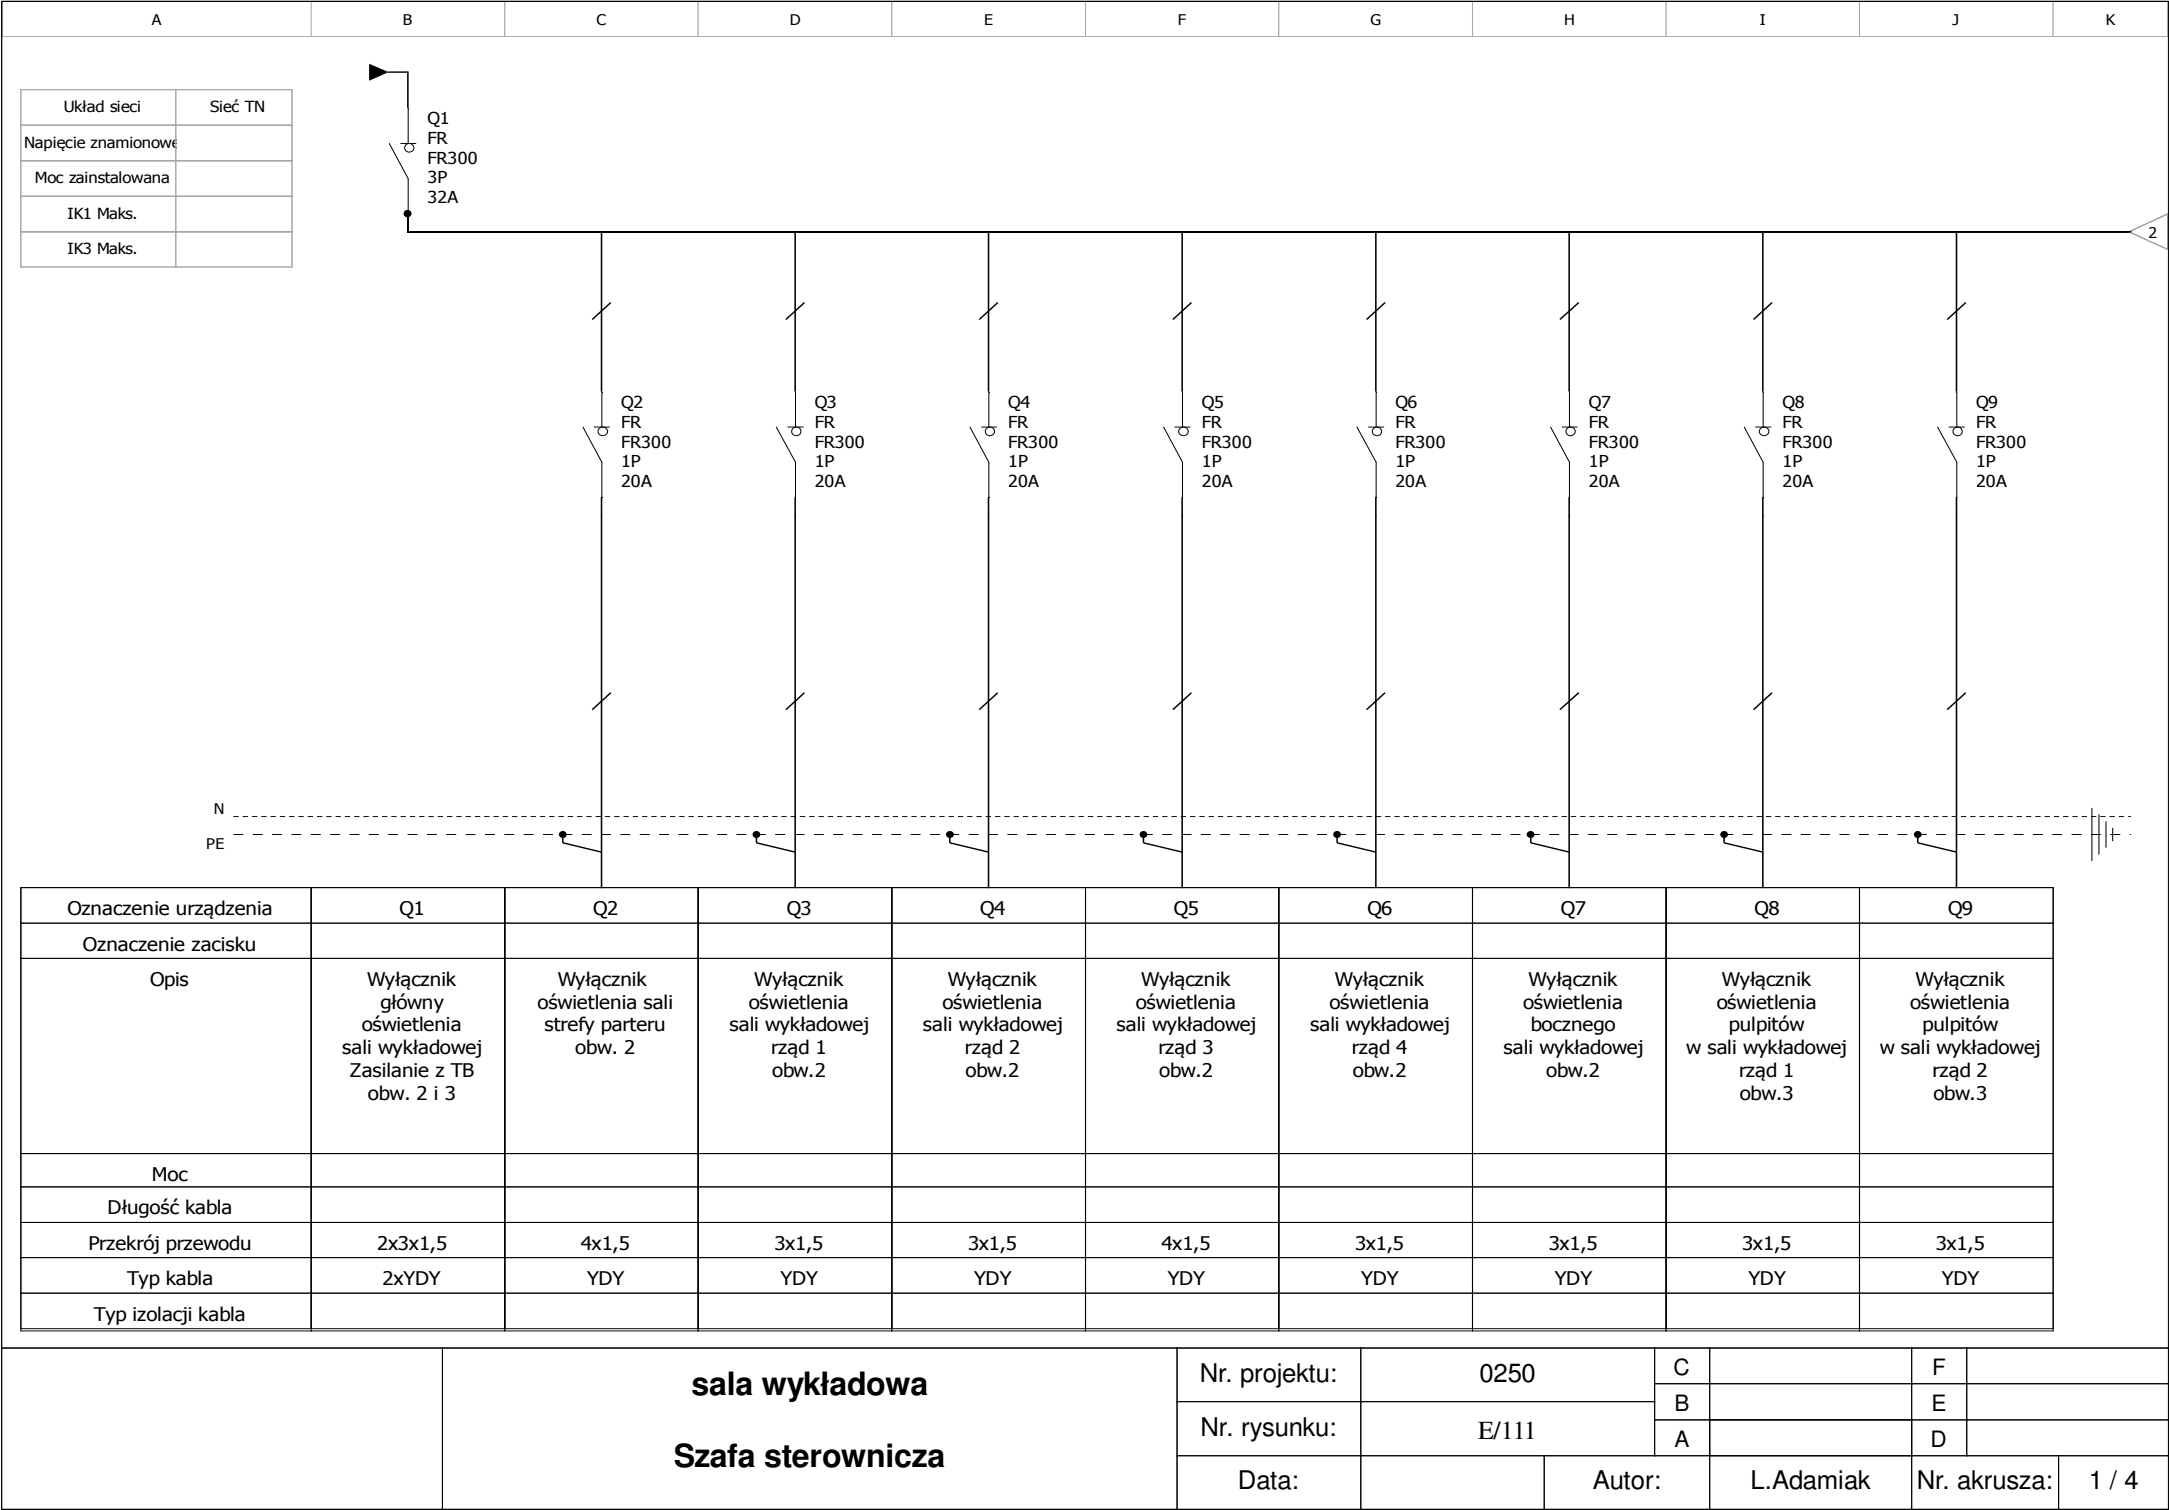 A B C D E F G H I J K
Układ sieci Sieć TN
Napięcie znamionowe
Moc zainstalowana
IK1 Maks.
IK3 Maks.
Q1
FR
FR300
3P
32A
2
Q2 Q3 Q4 Q5 Q6 Q7 Q8 Q9
FR FR FR FR FR FR FR FR
FR300 FR300 FR300 FR300 FR300 FR300 FR300 FR300
1P 1P 1P 1P 1P 1P 1P 1P
20A 20A 20A 20A 20A 20A 20A 20A
N
PE
Oznaczenie urządzenia Q1 Q2 Q3 Q4 Q5 Q6 Q7 Q8 Q9
Oznaczenie zacisku
Opis
Wyłącznik
główny
oświetlenia
sali wykładowej
Zasilanie z TB
obw. 2 i 3
Wyłącznik
oświetlenia sali
strefy parteru
obw. 2
Wyłącznik
oświetlenia
sali wykładowej
rząd 1
obw.2
Wyłącznik
oświetlenia
sali wykładowej
rząd 2
obw.2
Wyłącznik
oświetlenia
sali wykładowej
rząd 3
obw.2
Wyłącznik
oświetlenia
sali wykładowej
rząd 4
obw.2
Wyłącznik
oświetlenia
bocznego
sali wykładowej
obw.2
Wyłącznik
oświetlenia
pulpitów
w sali wykładowej
rząd 1
obw.3
Wyłącznik
oświetlenia
pulpitów
w sali wykładowej
rząd 2
obw.3
Moc
Długość kabla
Przekrój przewodu 2x3x1,5 4x1,5 3x1,5 3x1,5 4x1,5 3x1,5 3x1,5 3x1,5 3x1,5
Typ kabla 2xYDY YDY YDY YDY YDY YDY YDY YDY YDY
Typ izolacji kabla
sala wykładowa
Szafa sterownicza
Nr. projektu: 0250 C F
B E
Nr. rysunku: E/111 A D
Data: Autor: L.Adamiak Nr. akrusza: 1 / 4